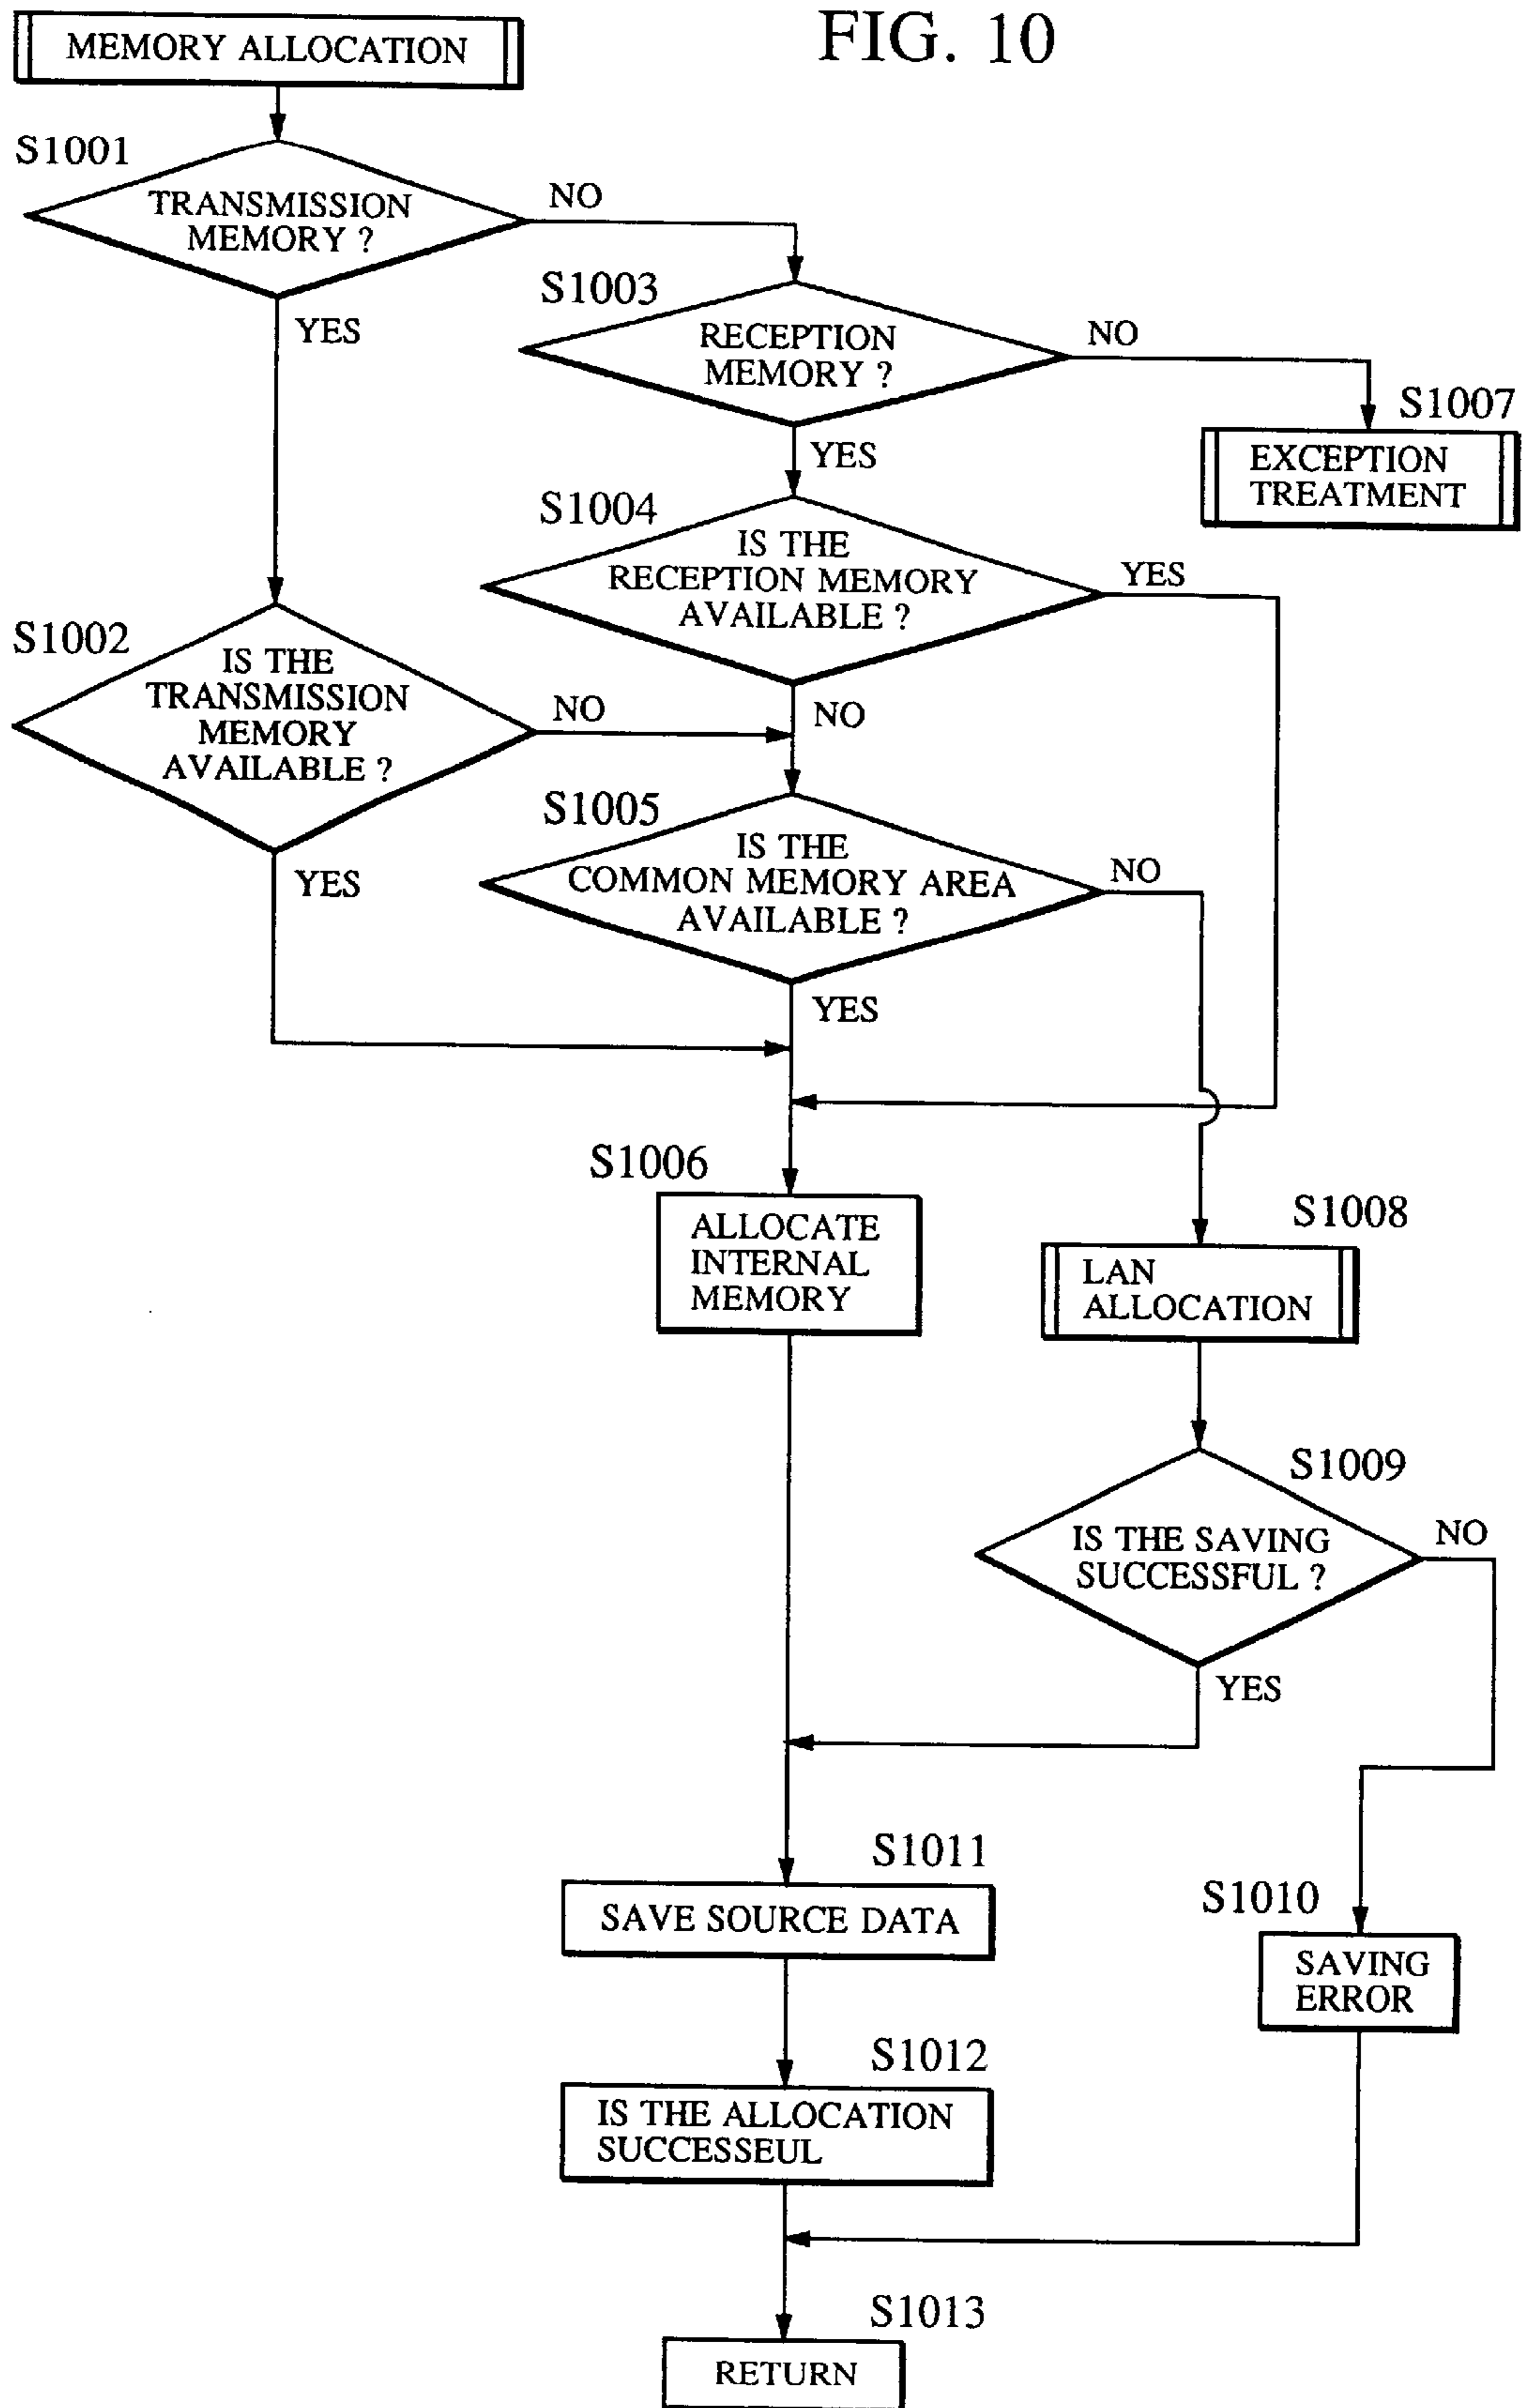 FIG. 10
MEMORY ALLOCATION
S1001
TRANSMISSION
MEMORY ?
NO
YES
S1003
RECEPTION
MEMORY ?
NO
YES
S1007
EXCEPTION
TREATMENT
S1004
IS THE
RECEPTION MEMORY
AVAILABLE ?
YES
NO
S1002
IS THE
TRANSMISSION
MEMORY
AVAILABLE ?
NO
YES
S1005
IS THE
COMMON MEMORY AREA
AVAILABLE ?
NO
YES
S1006
ALLOCATE
INTERNAL
MEMORY
S1008
LAN
ALLOCATION
S1009
IS THE SAVING
SUCCESSFUL ?
NO
YES
S1011
SAVE SOURCE DATA
S1010
SAVING
ERROR
S1012
IS THE ALLOCATION
SUCCESSEUL
S1013
RETURN